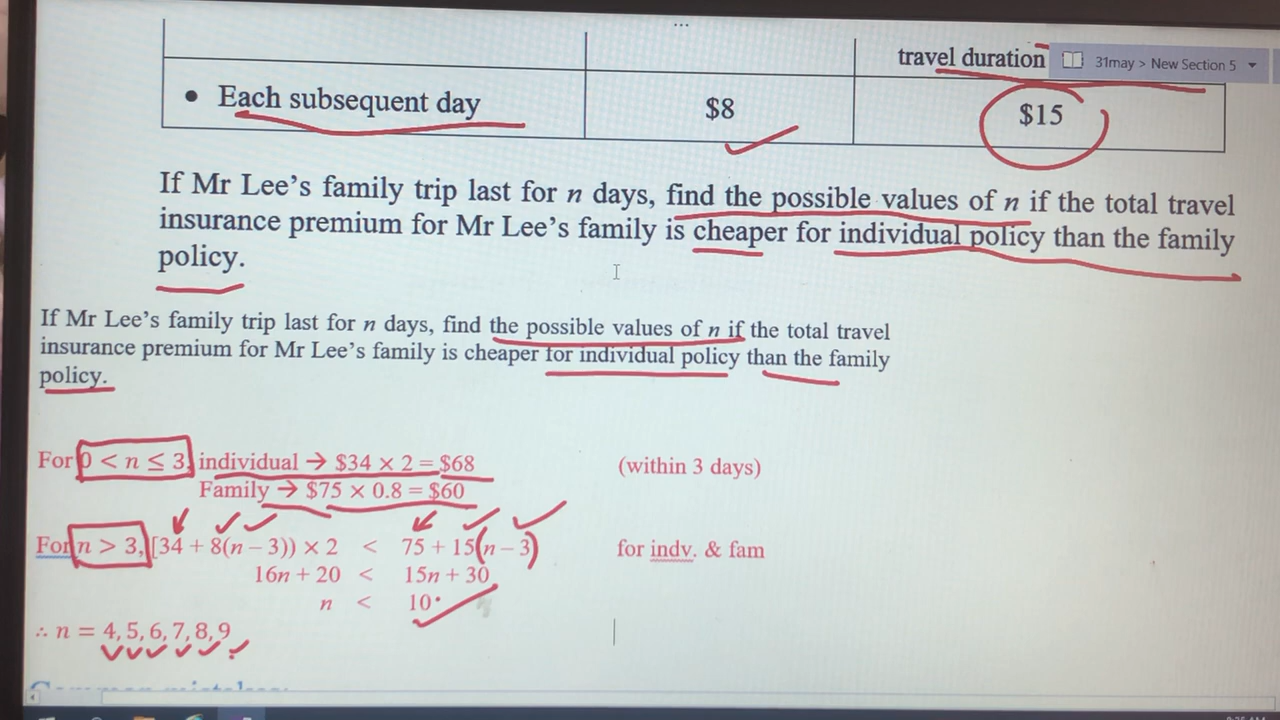 travel duration
31may > New Section 5
• Each subsequent day $8 $15
If Mr Lee's family trip last for n days, find the possible values of n if the total travel
insurance premium for Mr Lee's family is cheaper for individual policy than the family
policy.
If Mr Lee's family trip last for n days, find the possible values of n if the total travel
insurance premium for Mr Lee's family is cheaper for individual policy than the family
policy.
For 0 < n ≤ 3, individual → $34 × 2 = $68 (within 3 days)
Family → $75 × 0.8 = $60
For n > 3, [34 + 8(n – 3)) × 2 < 75 + 15(n – 3) for indv. & fam
16n + 20 < 15n + 30
n < 10
∴ n = 4, 5, 6, 7, 8, 9